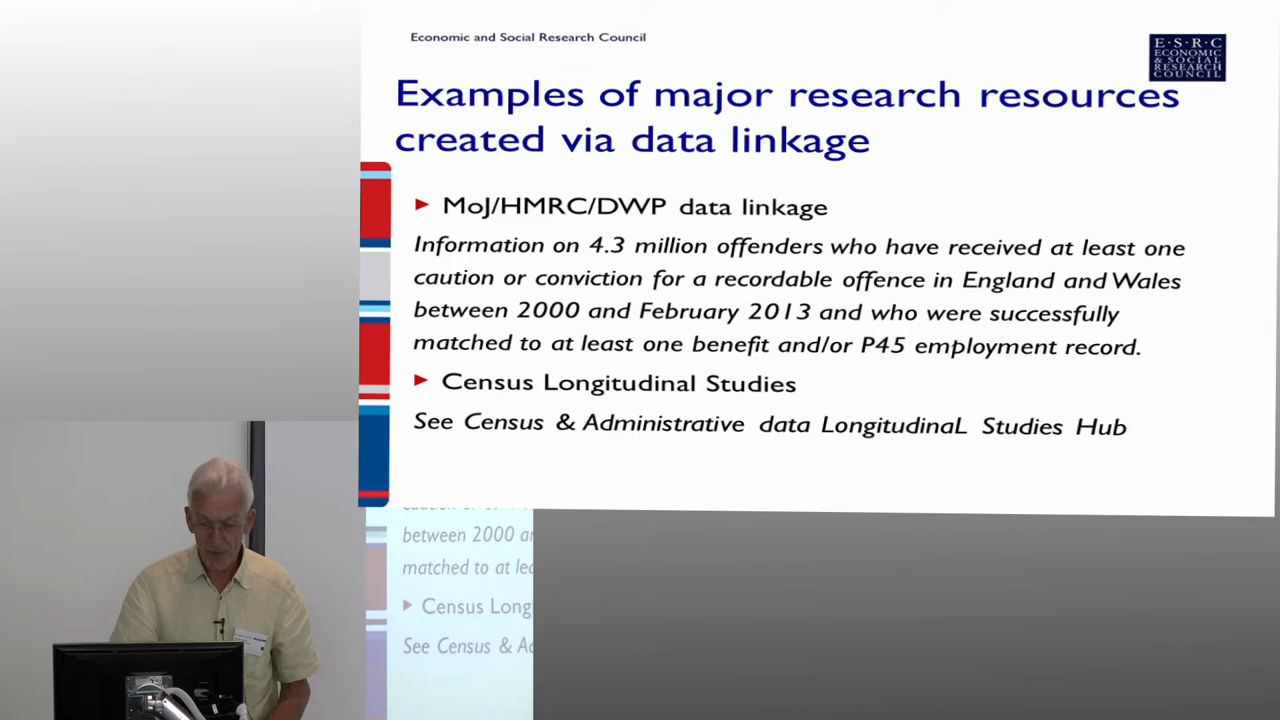 Economic and Social Research Council
E·S·R·C
ECONOMIC
& SOCIAL
RESEARCH
COUNCIL
Examples of major research resources
created via data linkage
MoJ/HMRC/DWP data linkage
Information on 4.3 million offenders who have received at least one
caution or conviction for a recordable offence in England and Wales
between 2000 and February 2013 and who were successfully
matched to at least one benefit and/or P45 employment record.
Census Longitudinal Studies
See Census & Administrative data LongitudinaL Studies Hub
between 2000
matched to at
Census
See Census &